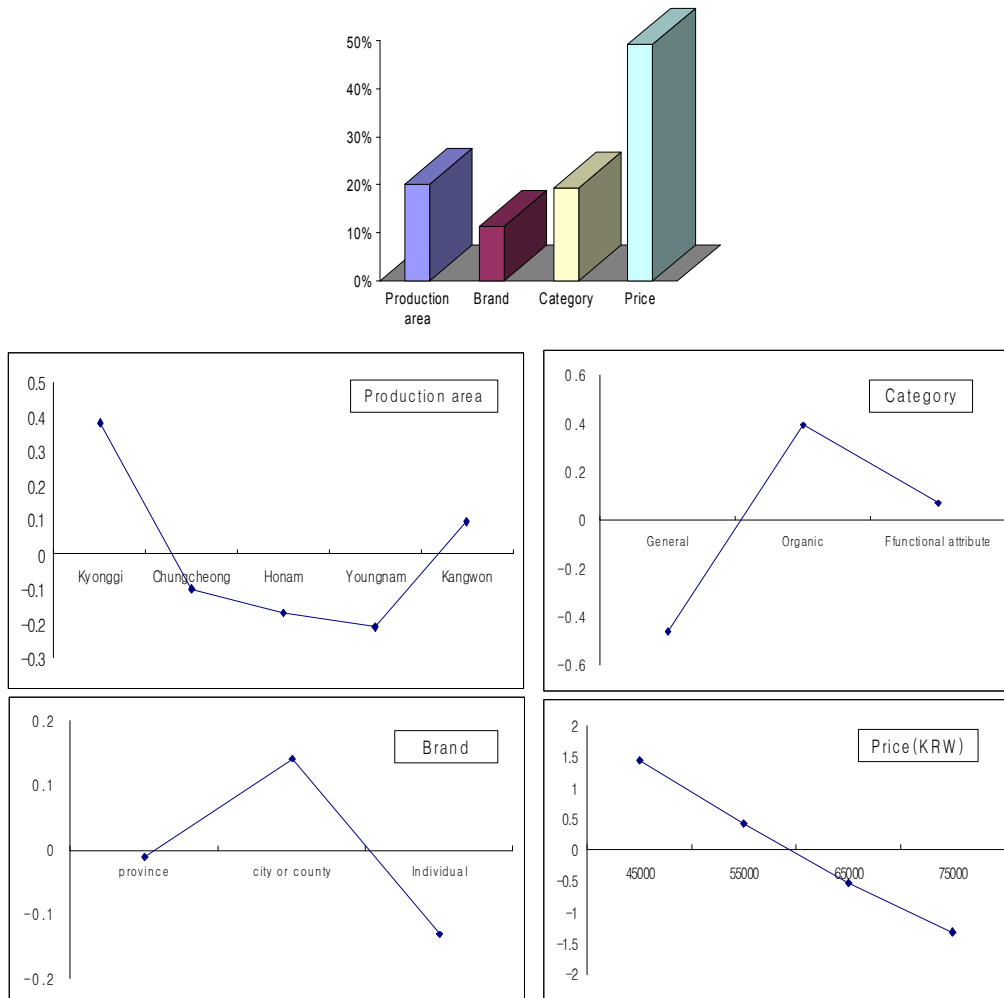 50%
40%
30%
20%
10%
0%
Production area
Brand
Category
Price
Production area
0.5
0.4
0.3
0.2
0.1
0
-0.1
-0.2
-0.3
Kyonggi
Chungcheong
Honam
Youngnam
Kangwon
Category
0.6
0.4
0.2
0
-0.2
-0.4
-0.6
General
Organic
Ffunctional attribute
Brand
0.2
0.1
0
-0.1
-0.2
province
city or county
Individual
Price(KRW)
2
1.5
1
0.5
0
-0.5
-1
-1.5
-2
45000
55000
65000
75000